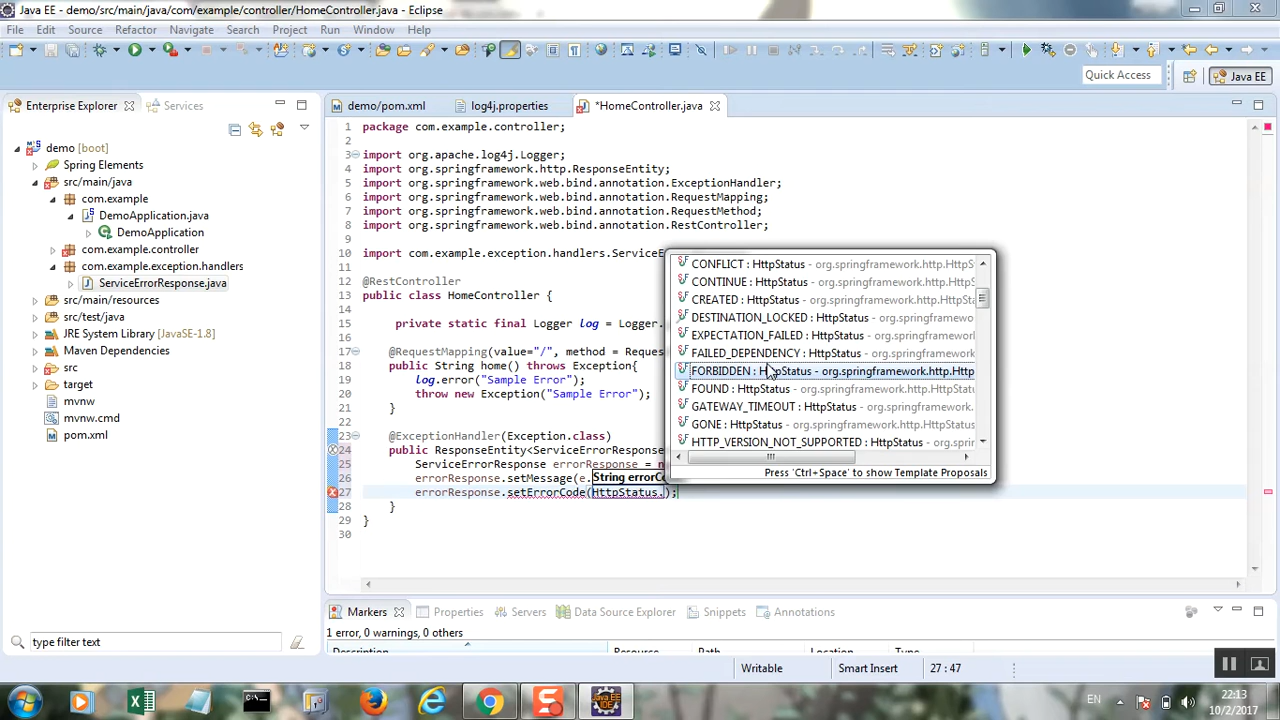 Java EE - demo/src/main/java/com/example/controller/HomeController.java - Eclipse
File Edit Source Refactor Navigate Search Project Run Window Help
Quick Access
Java EE
Enterprise Explorer
Services
demo [boot]
Spring Elements
src/main/java
com.example
DemoApplication.java
DemoApplication
com.example.controller
com.example.exception.handlers
ServiceErrorResponse.java
src/main/resources
src/test/java
JRE System Library [JavaSE-1.8]
Maven Dependencies
src
target
mvnw
mvnw.cmd
pom.xml
type filter text
demo/pom.xml
log4j.properties
*HomeController.java
1 package com.example.controller;
2
3 import org.apache.log4j.Logger;
4 import org.springframework.http.ResponseEntity;
5 import org.springframework.web.bind.annotation.ExceptionHandler;
6 import org.springframework.web.bind.annotation.RequestMapping;
7 import org.springframework.web.bind.annotation.RequestMethod;
8 import org.springframework.web.bind.annotation.RestController;
9
10 import com.example.exception.handlers.ServiceE
11
12 @RestController
13 public class HomeController {
14
15 private static final Logger log = Logger.
16
17 @RequestMapping(value="/", method = Reques
18 public String home() throws Exception{
19 log.error("Sample Error");
20 throw new Exception("Sample Error");
21 }
22
23 @ExceptionHandler(Exception.class)
24 public ResponseEntity<ServiceErrorResponse
25 ServiceErrorResponse errorResponse = n
26 errorResponse.setMessage(e.
String errorCo
27 errorResponse.setErrorCode(HttpStatus.);
28 }
29 }
30
CONFLICT : HttpStatus - org.springframework.http.HttpS
CONTINUE : HttpStatus - org.springframework.http.HttpS
CREATED : HttpStatus - org.springframework.http.HttpSt
DESTINATION_LOCKED : HttpStatus - org.springframewo
EXPECTATION_FAILED : HttpStatus - org.springframewor
FAILED_DEPENDENCY : HttpStatus - org.springframework
FORBIDDEN : HttpStatus - org.springframework.http.Http
FOUND : HttpStatus - org.springframework.http.HttpStat
GATEWAY_TIMEOUT : HttpStatus - org.springframework.
GONE : HttpStatus - org.springframework.http.HttpStatus
HTTP_VERSION_NOT_SUPPORTED : HttpStatus - org.sprin
Press 'Ctrl+Space' to show Template Proposals
Markers
Properties
Servers
Data Source Explorer
Snippets
Annotations
1 error, 0 warnings, 0 others
Description
Resource
Path
Location
Type
Writable
Smart Insert
27 : 47
EN
22:13
10/2/2017